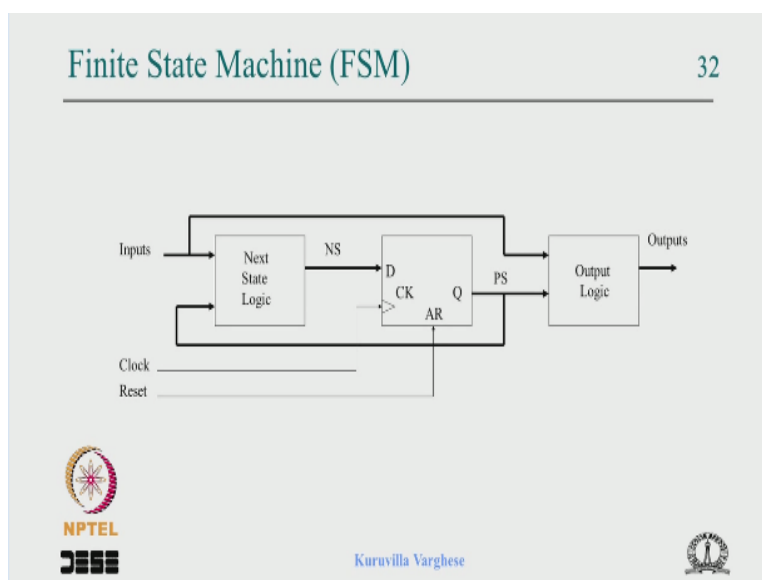 Finite State Machine (FSM)
32
Inputs
Next
State
Logic
NS
D
CK
Q
AR
PS
Output
Logic
Outputs
Clock
Reset
NPTEL
DESE
Kuruvilla Varghese